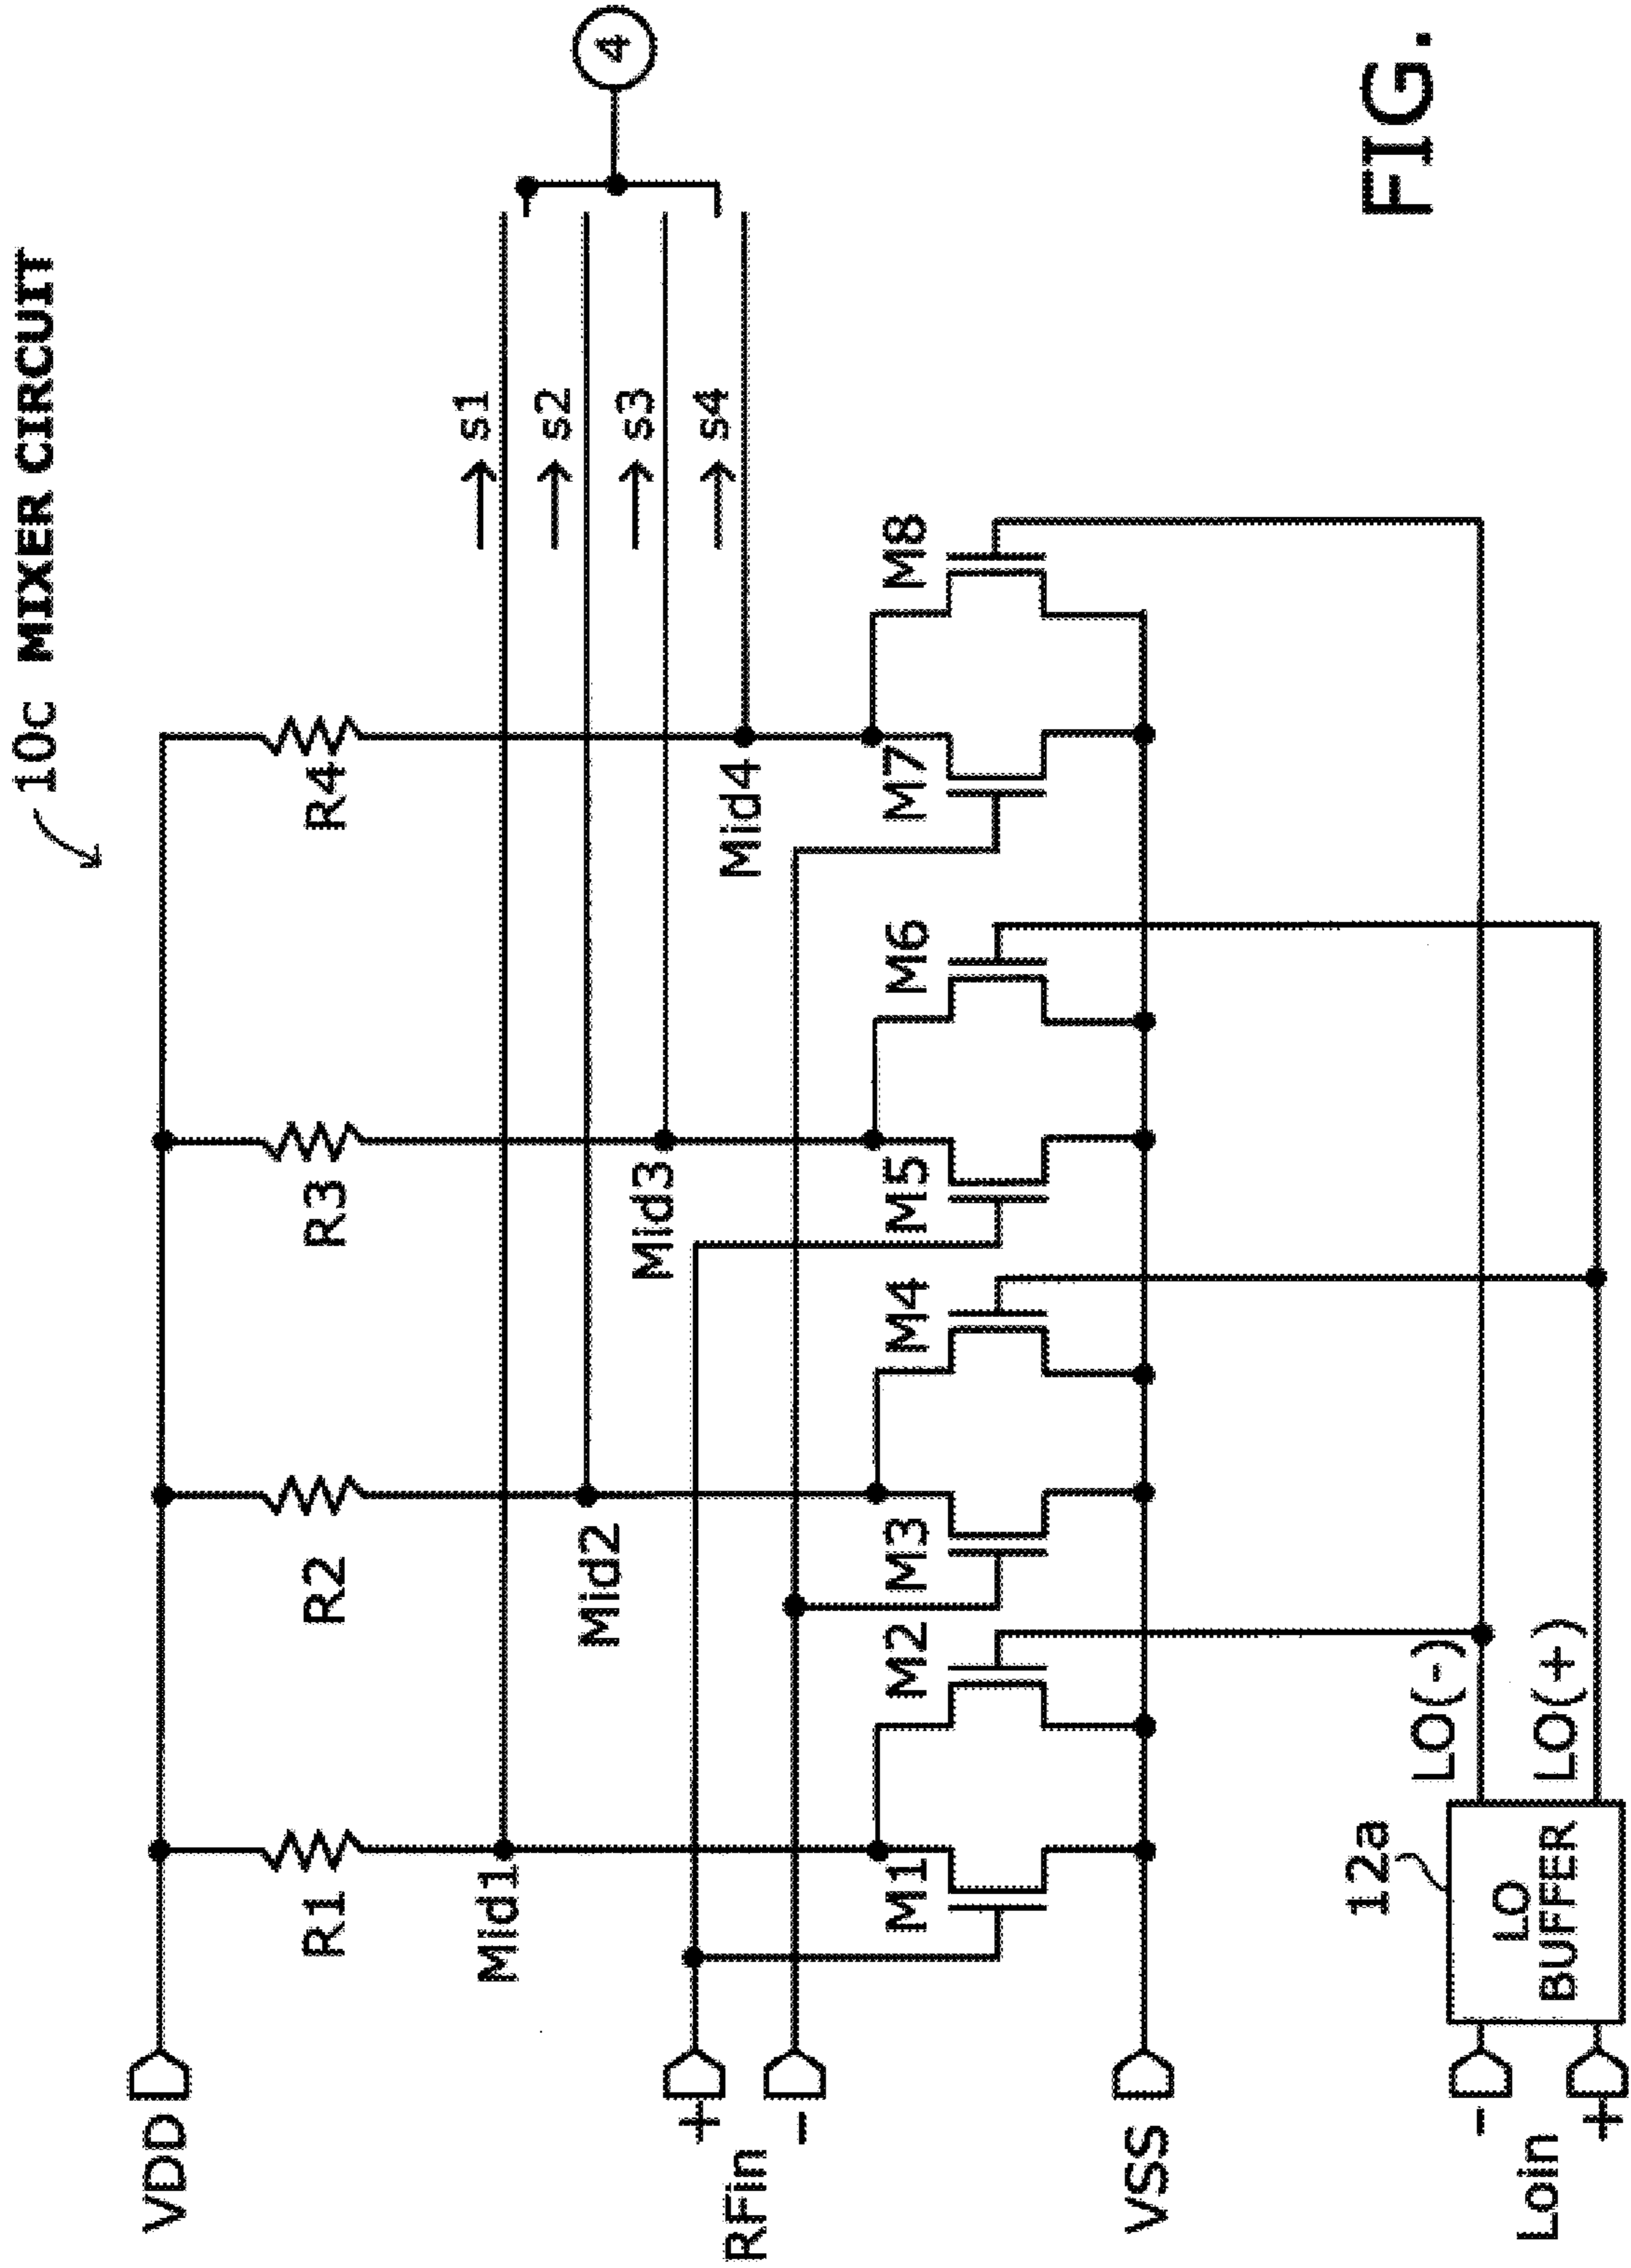 10c MIXER CIRCUIT
VDD
R1
R2
R3
R4
s1
s2
s3
s4
4
Mid1
Mid2
Mid3
Mid4
+
RFin
-
M1
M2
M3
M4
M5
M6
M7
M8
VSS
12a
LO(-)
LO(+)
LO
BUFFER
-
Loin
+
FIG.